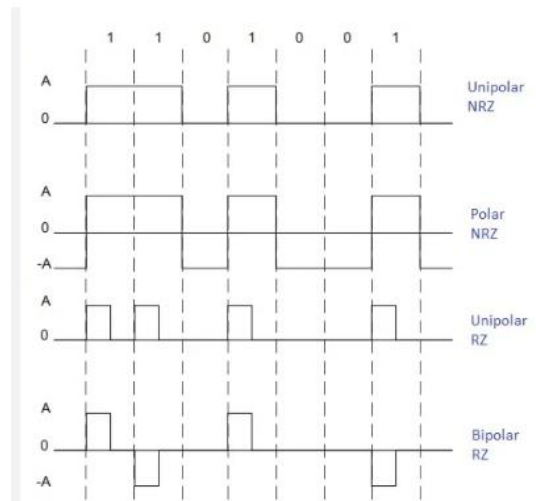 1 1 0 1 0 0 1
A
Unipolar
NRZ
0
A
Polar
NRZ
0
-A
A
Unipolar
RZ
0
A
Bipolar
RZ
0
-A